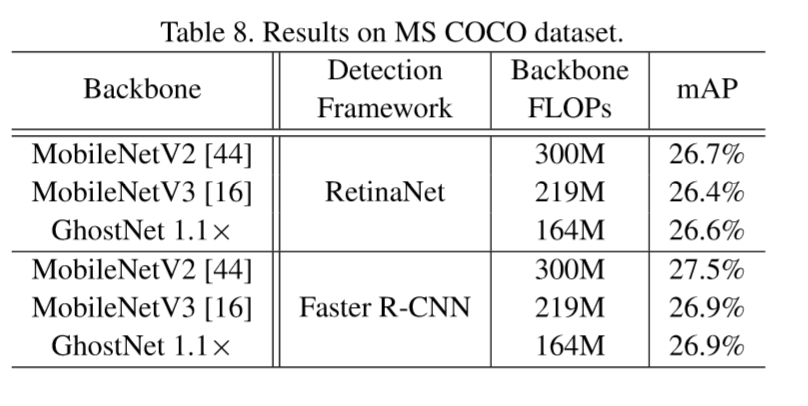 Table 8. Results on MS COCO dataset.
Backbone Detection Framework Backbone FLOPs mAP
MobileNetV2 [44] 300M 26.7%
MobileNetV3 [16] RetinaNet 219M 26.4%
GhostNet 1.1× 164M 26.6%
MobileNetV2 [44] 300M 27.5%
MobileNetV3 [16] Faster R-CNN 219M 26.9%
GhostNet 1.1× 164M 26.9%